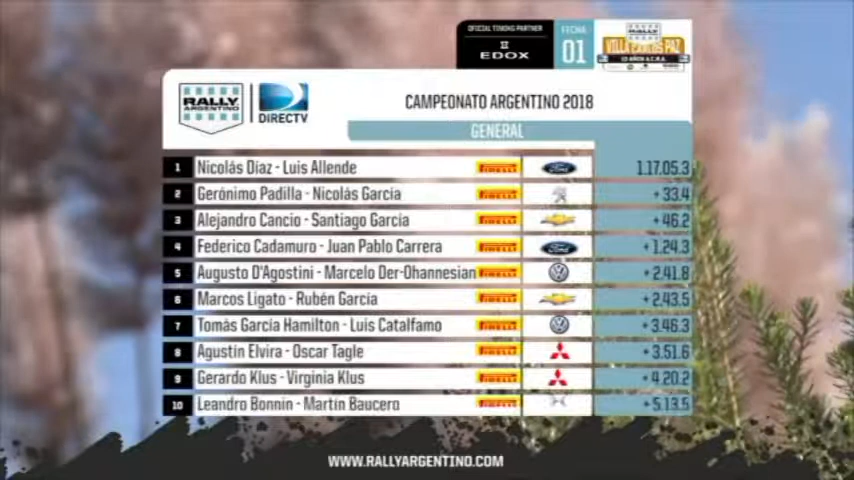 OFICIAL TIMING PARTNER
EDOX
FECHA
01
RALLY
VILLA CARLOS PAZ
RALLY
ARGENTINO
DIRECTV
CAMPEONATO ARGENTINO 2018
GENERAL
1 Nicolás Díaz - Luis Allende PIRELLI Ford 1.17.05.3
2 Gerónimo Padilla - Nicolás García PIRELLI + 33.4
3 Alejandro Cancio - Santiago García PIRELLI + 46.2
4 Federico Cadamuro - Juan Pablo Carrera PIRELLI Ford + 1.24.3
5 Augusto D'Agostini - Marcelo Der-Ohannesian PIRELLI + 2.41.8
6 Marcos Ligato - Rubén García PIRELLI + 2.43.5
7 Tomás García Hamilton - Luis Catalfamo PIRELLI + 3.46.3
8 Agustín Elvira - Oscar Tagle PIRELLI + 3.51.6
9 Gerardo Klus - Virginia Klus PIRELLI + 4.20.2
10 Leandro Bonnin - Martín Baucero PIRELLI + 5.13.5
WWW.RALLYARGENTINO.COM